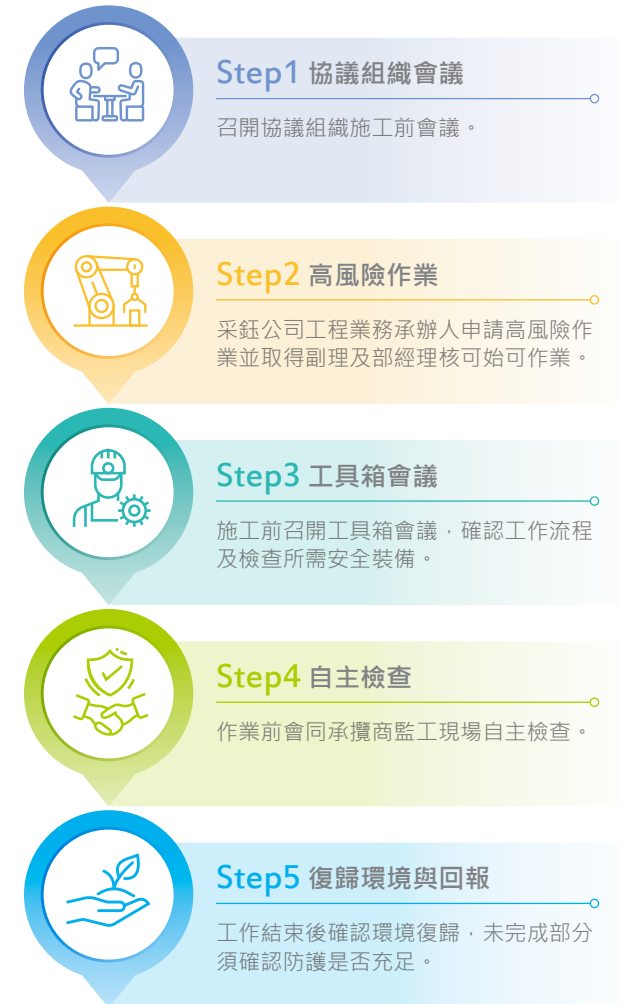 Step1 協議組織會議
召開協議組織施工前會議。
Step2 高風險作業
采鈺公司工程業務承辦人申請高風險作
業並取得副理及部經理核可始可作業。
Step3 工具箱會議
施工前召開工具箱會議，確認工作流程
及檢查所需安全裝備。
Step4 自主檢查
作業前會同承攬商監工現場自主檢查。
Step5 復歸環境與回報
工作結束後確認環境復歸，未完成部分
須確認防護是否充足。